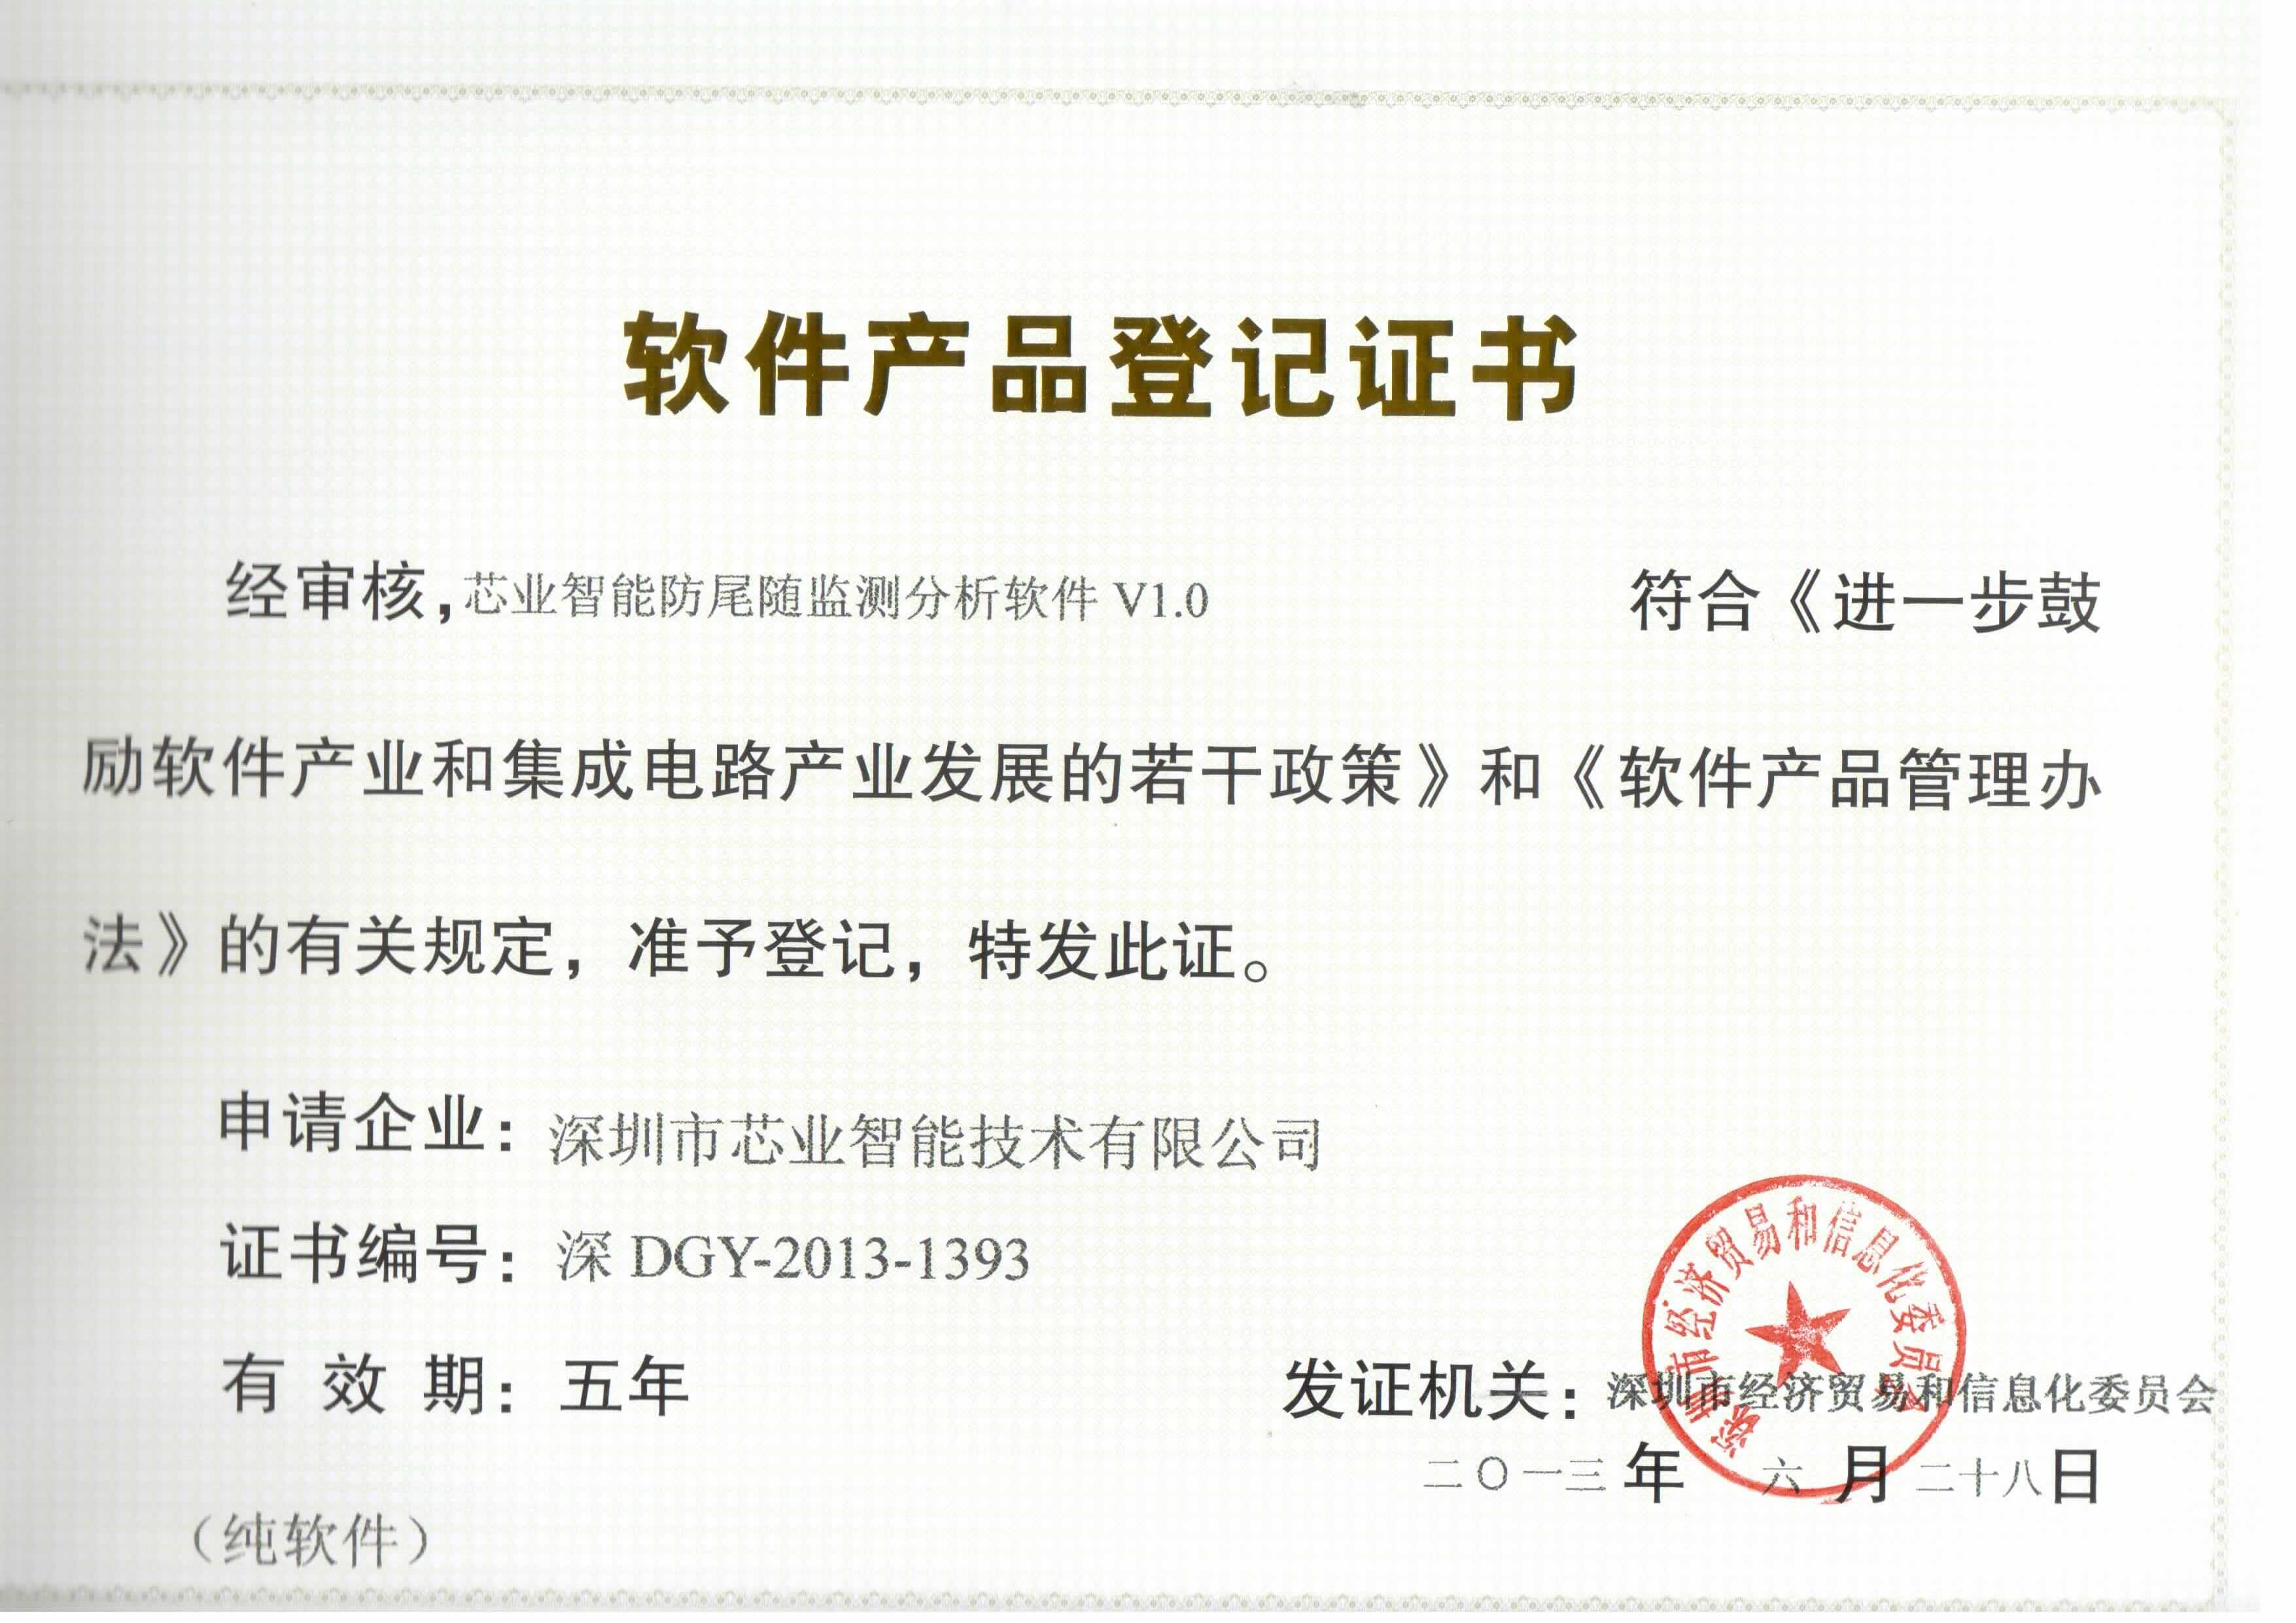 软件产品登记证书
经审核,芯业智能防尾随监测分析软件 V1.0 符合《进一步鼓
励软件产业和集成电路产业发展的若干政策》和《软件产品管理办
法》的有关规定，准予登记，特发此证。
申请企业：深圳市芯业智能技术有限公司
证书编号：深 DGY-2013-1393
有 效 期：五年
发证机关：深圳市经济贸易和信息化委员会
深圳市经济贸易和信息化委员会
二〇一三年 六 月二十八日
（纯软件）